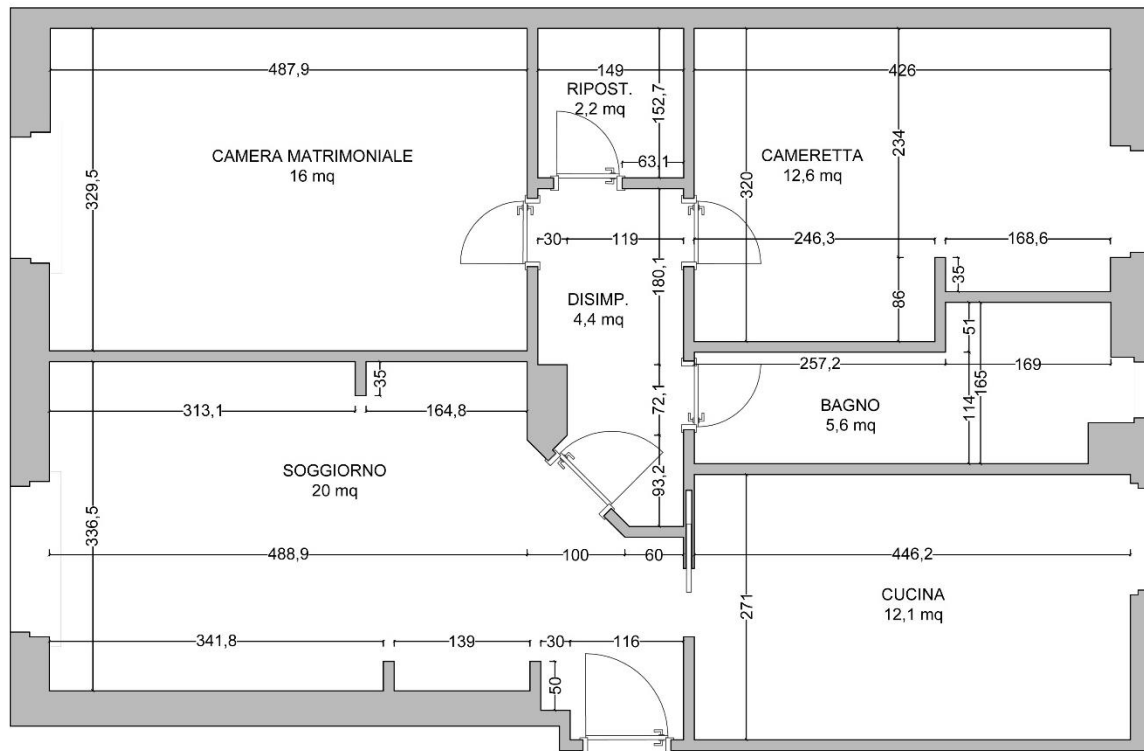 487,9
149
426
RIPOST.
2,2 mq
152,7
234
CAMERA MATRIMONIALE
16 mq
63,1
CAMERETTA
12,6 mq
329,5
320
30
119
246,3
168,6
180,1
35
86
DISIMP.
4,4 mq
51
35
257,2
169
165
313,1
164,8
72,1
114
BAGNO
5,6 mq
SOGGIORNO
20 mq
93,2
336,5
488,9
100
60
446,2
271
CUCINA
12,1 mq
341,8
139
30
116
50